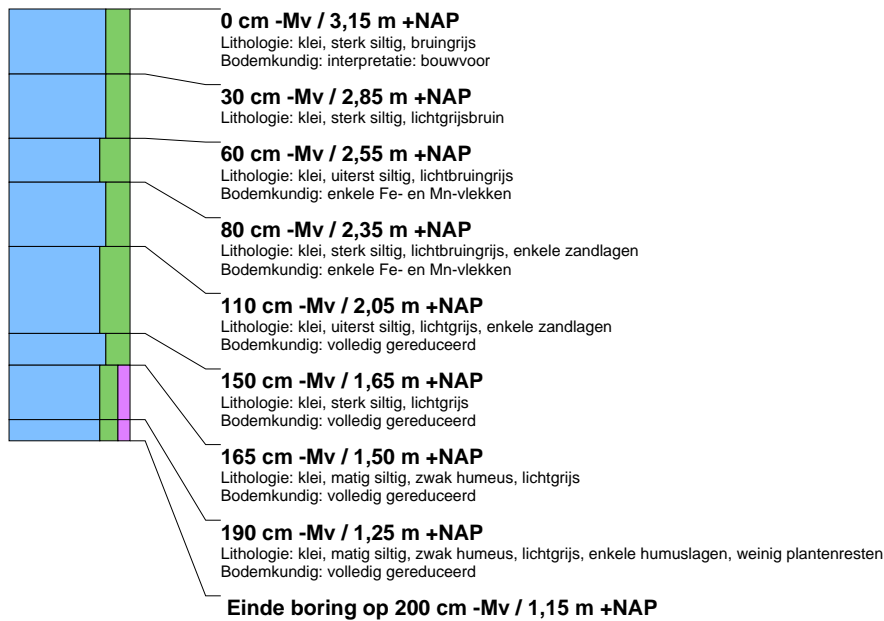 0 cm -Mv / 3,15 m +NAP
Lithologie: klei, sterk siltig, bruingrijs
Bodemkundig: interpretatie: bouwvoor
30 cm -Mv / 2,85 m +NAP
Lithologie: klei, sterk siltig, lichtgrijsbruin
60 cm -Mv / 2,55 m +NAP
Lithologie: klei, uiterst siltig, lichtbruingrijs
Bodemkundig: enkele Fe- en Mn-vlekken
80 cm -Mv / 2,35 m +NAP
Lithologie: klei, sterk siltig, lichtbruingrijs, enkele zandlagen
Bodemkundig: enkele Fe- en Mn-vlekken
110 cm -Mv / 2,05 m +NAP
Lithologie: klei, uiterst siltig, lichtgrijs, enkele zandlagen
Bodemkundig: volledig gereduceerd
150 cm -Mv / 1,65 m +NAP
Lithologie: klei, sterk siltig, lichtgrijs
Bodemkundig: volledig gereduceerd
165 cm -Mv / 1,50 m +NAP
Lithologie: klei, matig siltig, zwak humeus, lichtgrijs
Bodemkundig: volledig gereduceerd
190 cm -Mv / 1,25 m +NAP
Lithologie: klei, matig siltig, zwak humeus, lichtgrijs, enkele humuslagen, weinig plantenresten
Bodemkundig: volledig gereduceerd
Einde boring op 200 cm -Mv / 1,15 m +NAP